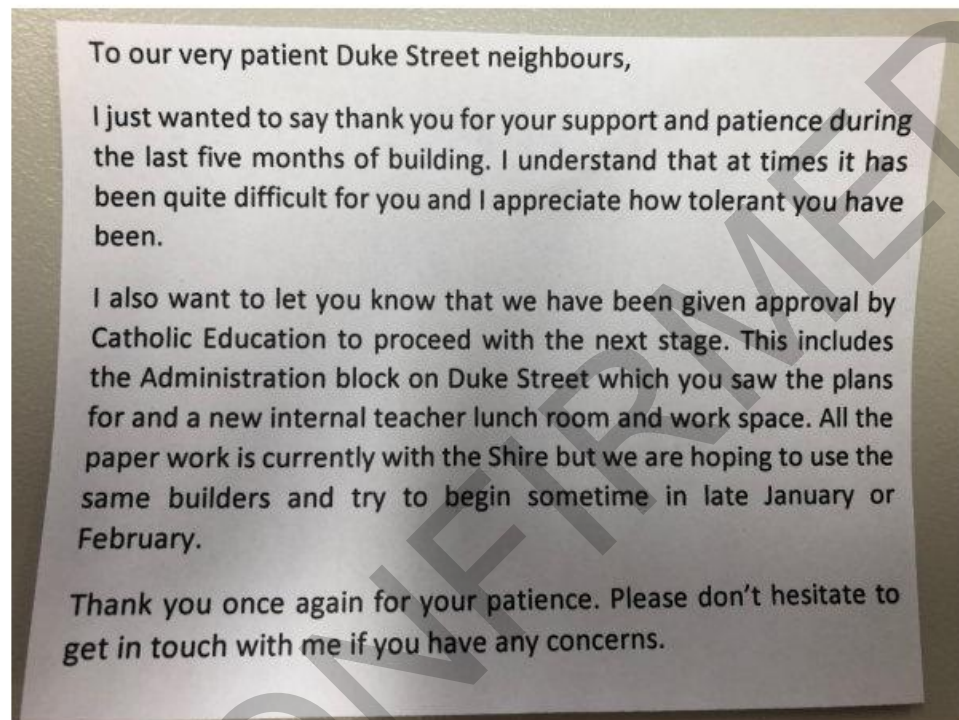 To our very patient Duke Street neighbours,
I just wanted to say thank you for your support and patience during
the last five months of building. I understand that at times it has
been quite difficult for you and I appreciate how tolerant you have
been.
I also want to let you know that we have been given approval by
Catholic Education to proceed with the next stage. This includes
the Administration block on Duke Street which you saw the plans
for and a new internal teacher lunch room and work space. All the
paper work is currently with the Shire but we are hoping to use the
same builders and try to begin sometime in late January or
February.
Thank you once again for your patience. Please don't hesitate to
get in touch with me if you have any concerns.
ONFIRMED